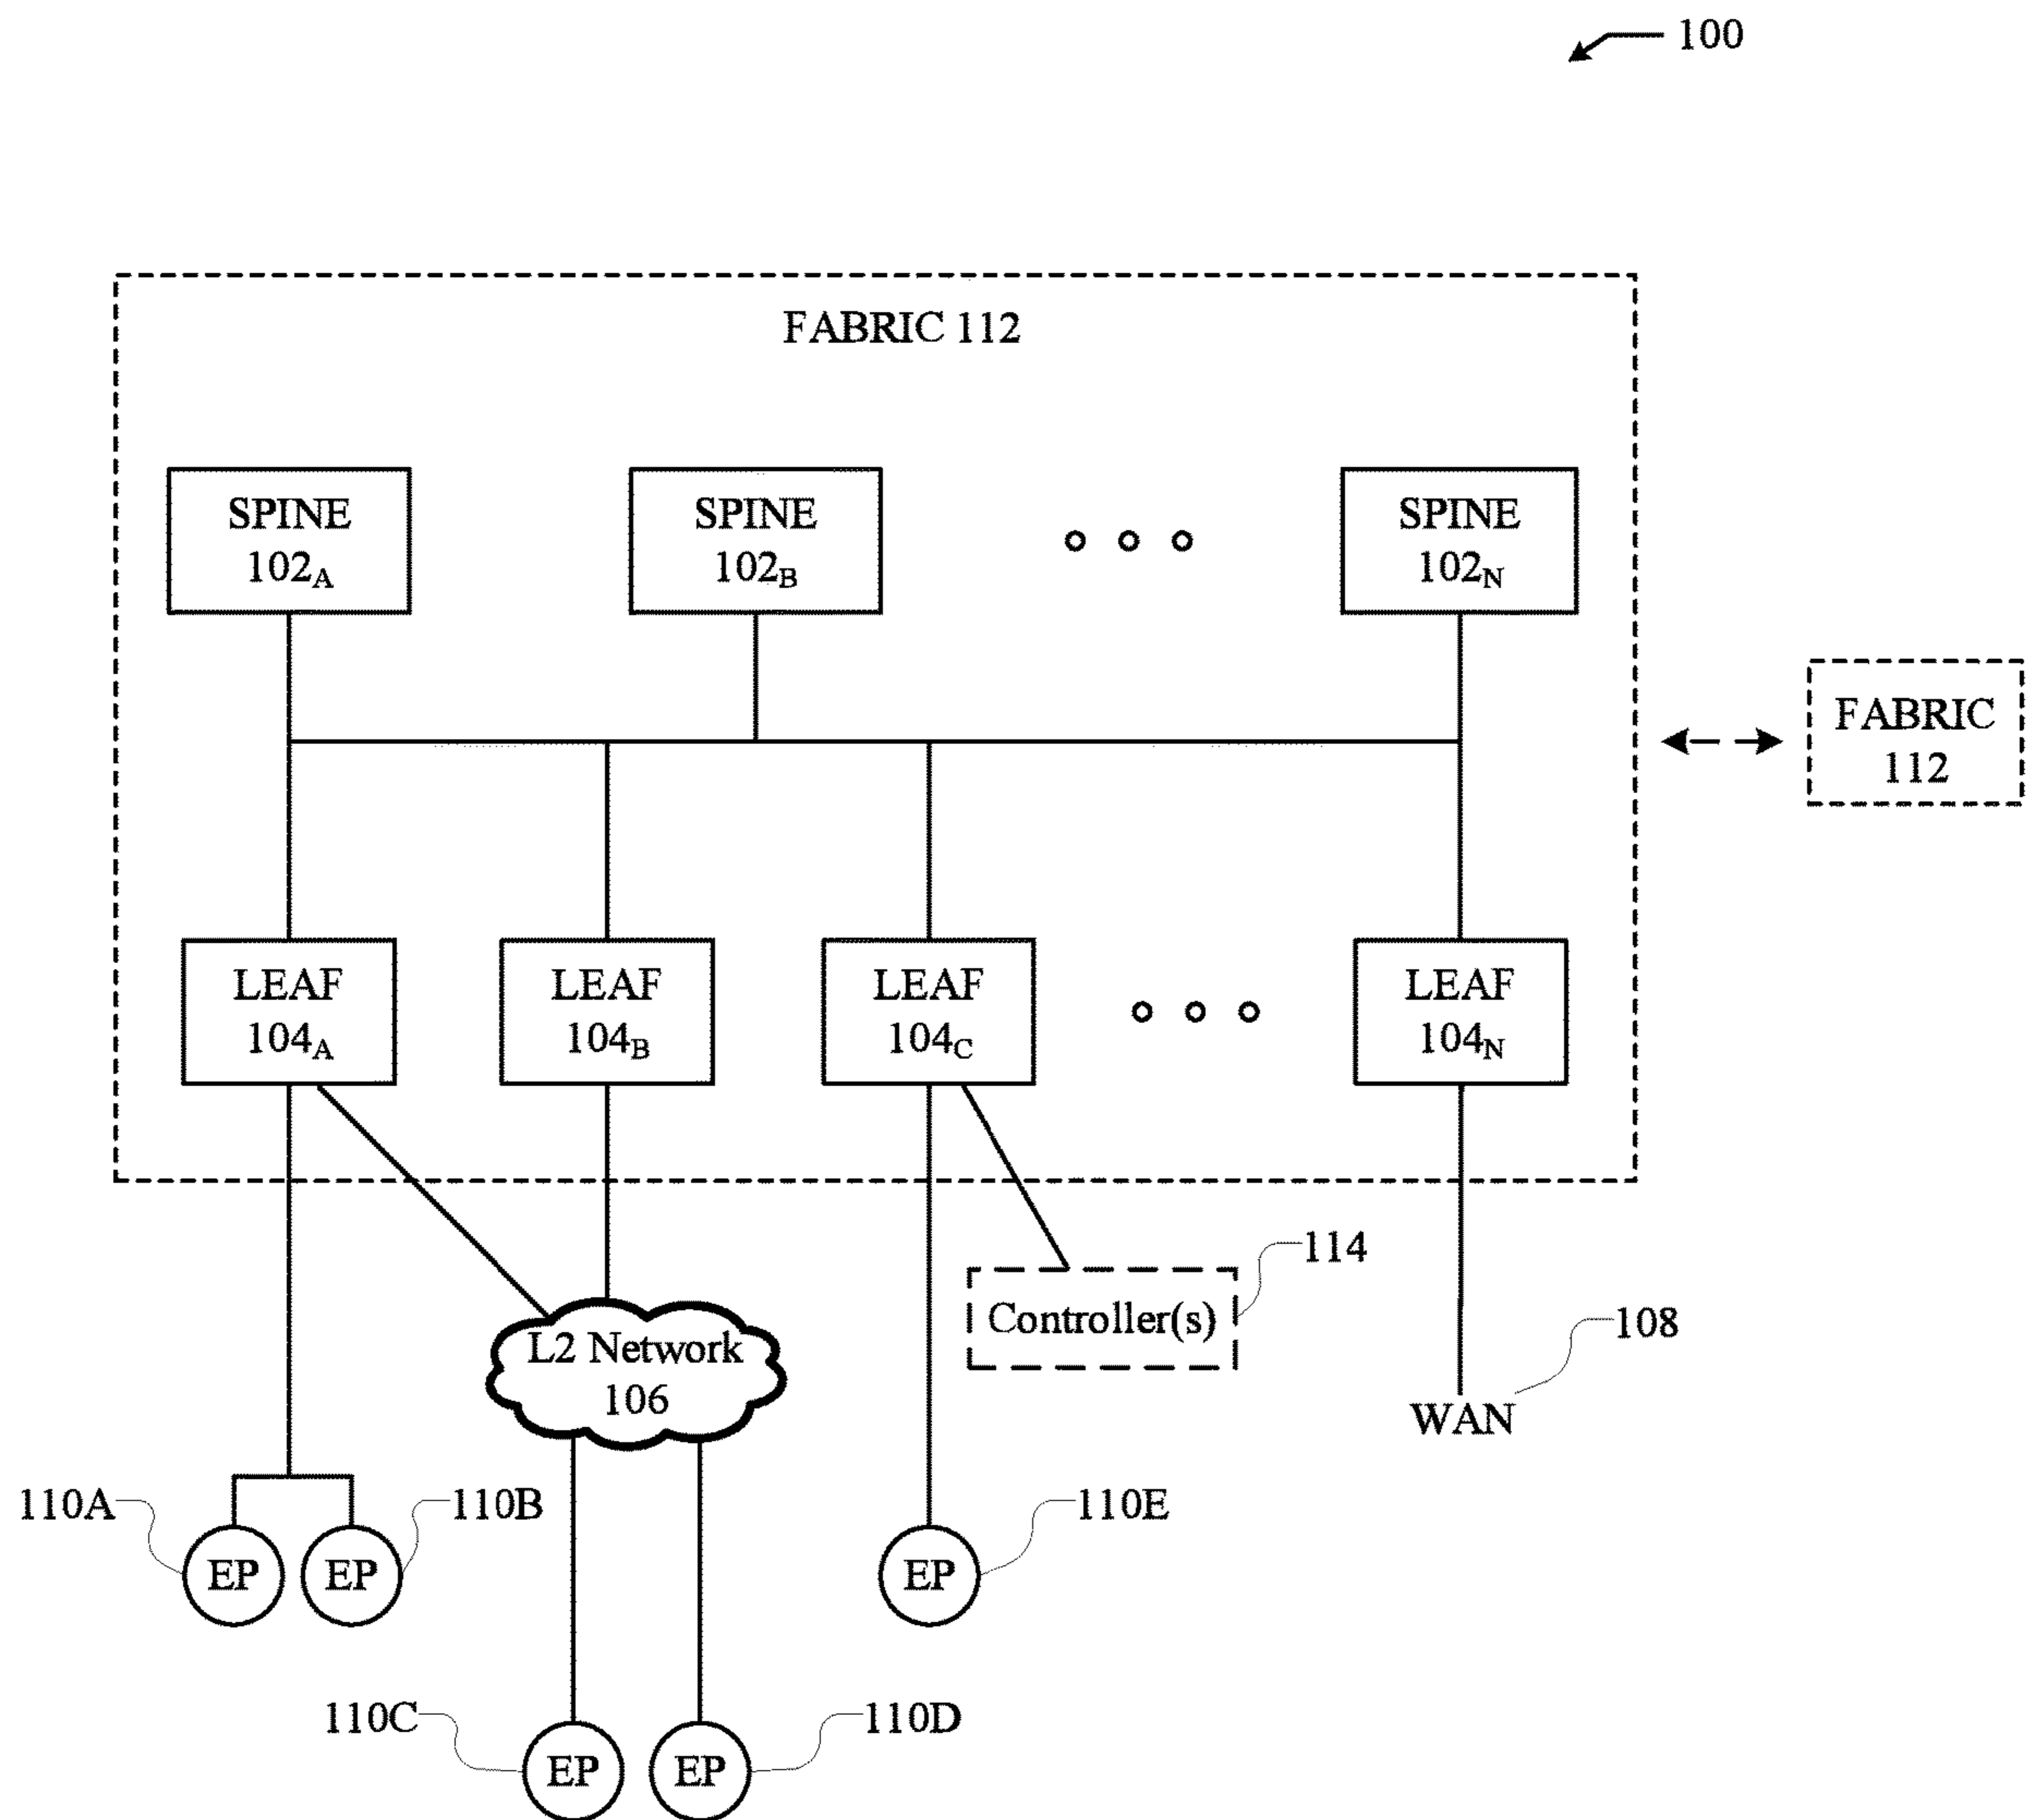 100
FABRIC 112
SPINE
102A
SPINE
102B
SPINE
102N
FABRIC
112
LEAF
104A
LEAF
104B
LEAF
104C
LEAF
104N
114
Controller(s)
108
L2 Network
106
WAN
110A
110B
110E
EP
EP
EP
110C
110D
EP
EP